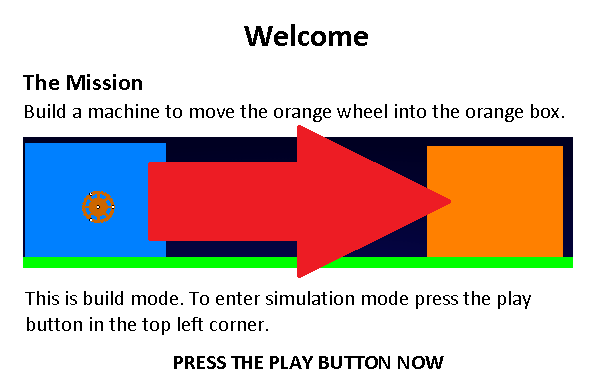 Welcome
The Mission
Build a machine to move the orange wheel into the orange box.
This is build mode. To enter simulation mode press the play
button in the top left corner.
PRESS THE PLAY BUTTON NOW